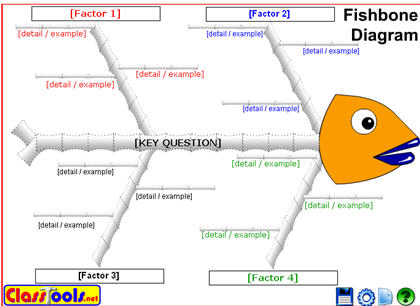 [Factor 1]
[Factor 2]
Fishbone
Diagram
[detail / example]
[detail / example]
[detail / example]
[detail / example]
[detail / example]
[detail / example]
[KEY QUESTION]
[detail / example]
[detail / example]
[detail / example]
[detail / example]
[detail / example]
[detail / example]
[Factor 3]
[Factor 4]
ClassTools.net
?